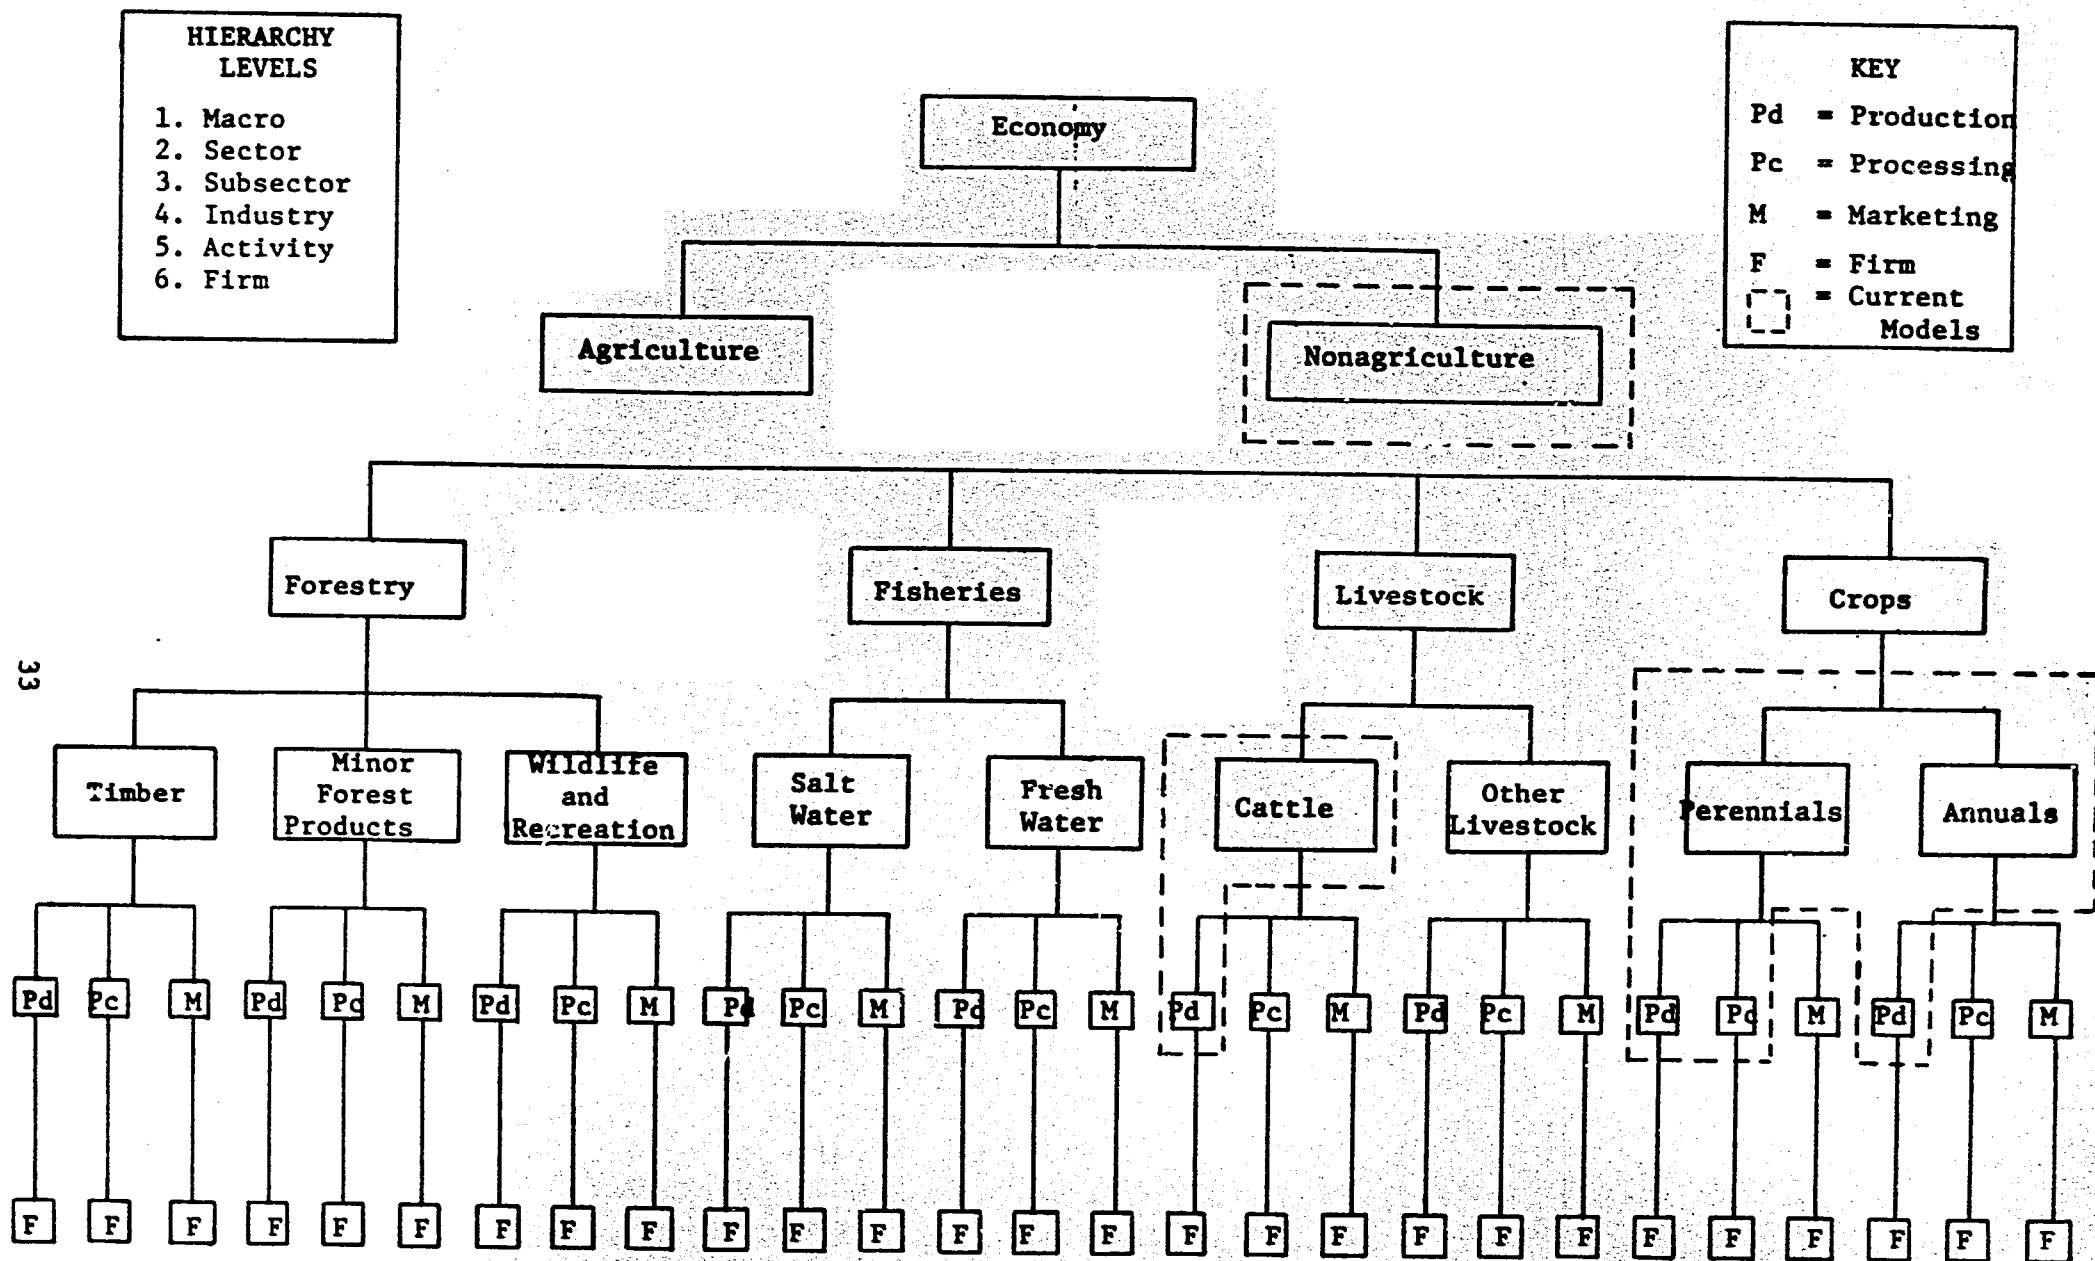 HIERARCHY
LEVELS
1. Macro
2. Sector
3. Subsector
4. Industry
5. Activity
6. Firm
KEY
Pd = Production
Pc = Processing
M = Marketing
F = Firm
= Current
Models
Economy
Agriculture
Nonagriculture
Forestry
Fisheries
Livestock
Crops
33
Timber
Minor
Forest
Products
Wildlife
and
Recreation
Salt
Water
Fresh
Water
Cattle
Other
Livestock
Perennials
Annuals
Pd Pc M Pd Pc M Pd Pc M Pd Pc M Pd Pc M Pd Pc M Pd Pc M Pd Pc M Pd Pc M
F F F F F F F F F F F F F F F F F F F F F F F F F F F